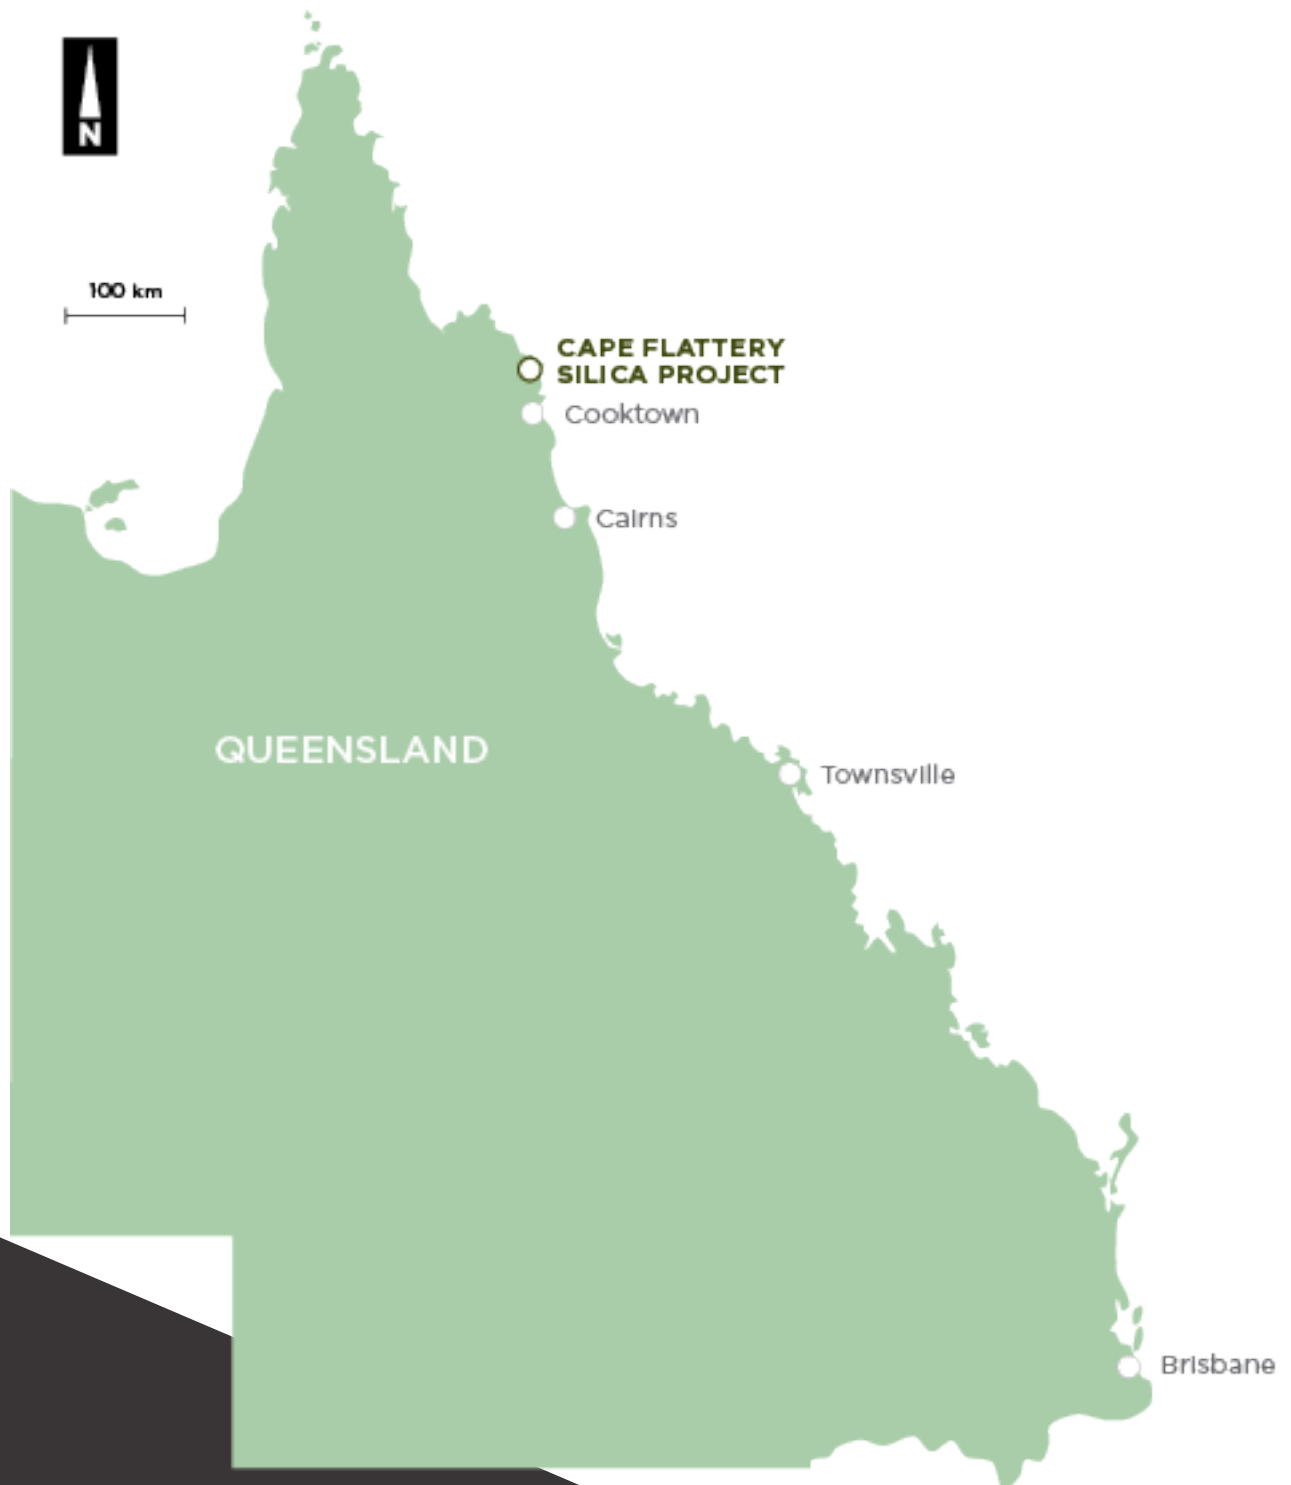 N
100 km
CAPE FLATTERY
SILICA PROJECT
Cooktown
Cairns
QUEENSLAND
Townsville
Brisbane